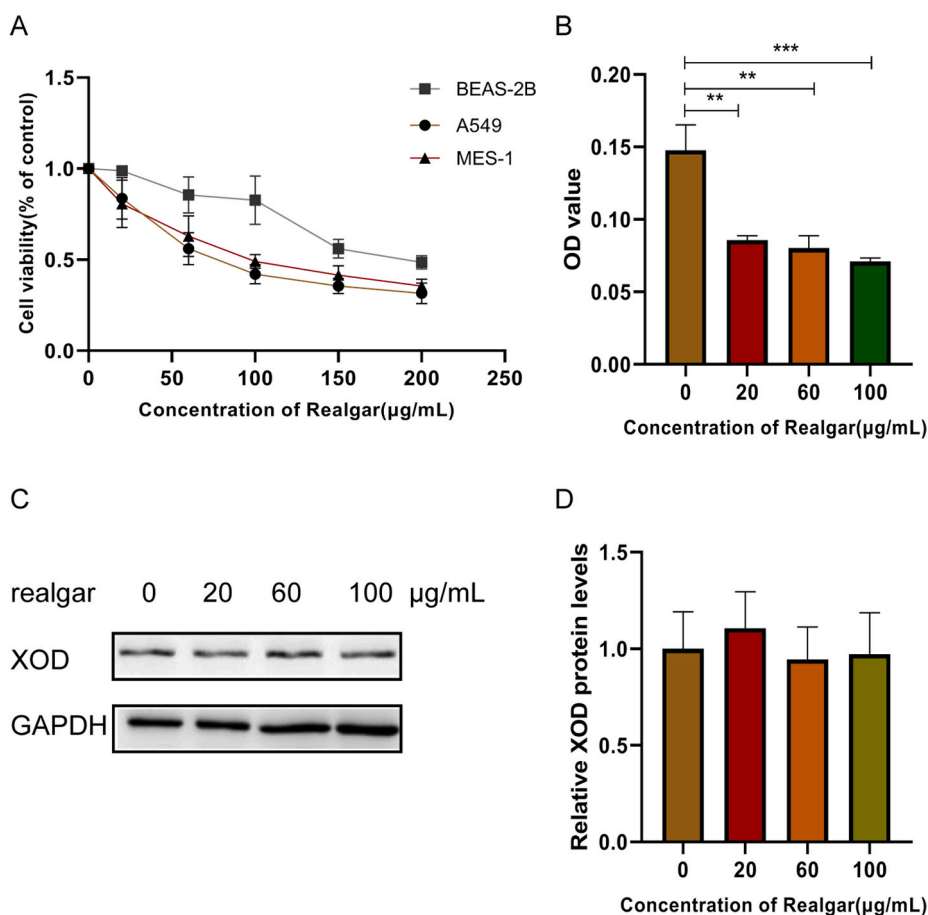 A
Cell viability(% of control)
1.5
1.0
0.5
0.0
0 50 100 150 200 250
Concentration of Realgar(µg/mL)
BEAS-2B
A549
MES-1
B
OD value
0.20
0.15
0.10
0.05
0.00
***
**
**
0 20 60 100
Concentration of Realgar(µg/mL)
C
realgar 0 20 60 100 µg/mL
XOD
GAPDH
D
Relative XOD protein levels
1.5
1.0
0.5
0.0
0 20 60 100
Concentration of Realgar(µg/mL)